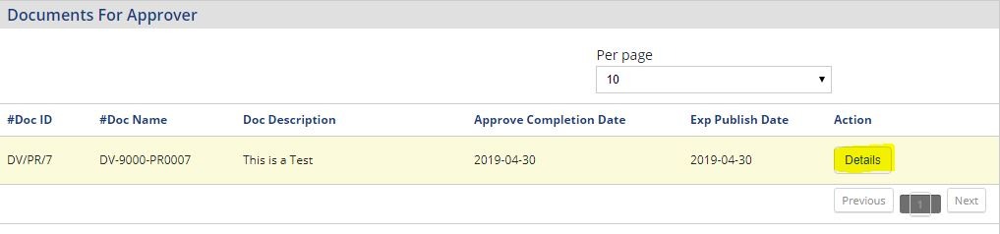 Documents For Approver
Per page
10
#Doc ID #Doc Name Doc Description Approve Completion Date Exp Publish Date Action
DV/PR/7 DV-9000-PR0007 This is a Test 2019-04-30 2019-04-30 Details
Previous 1 Next